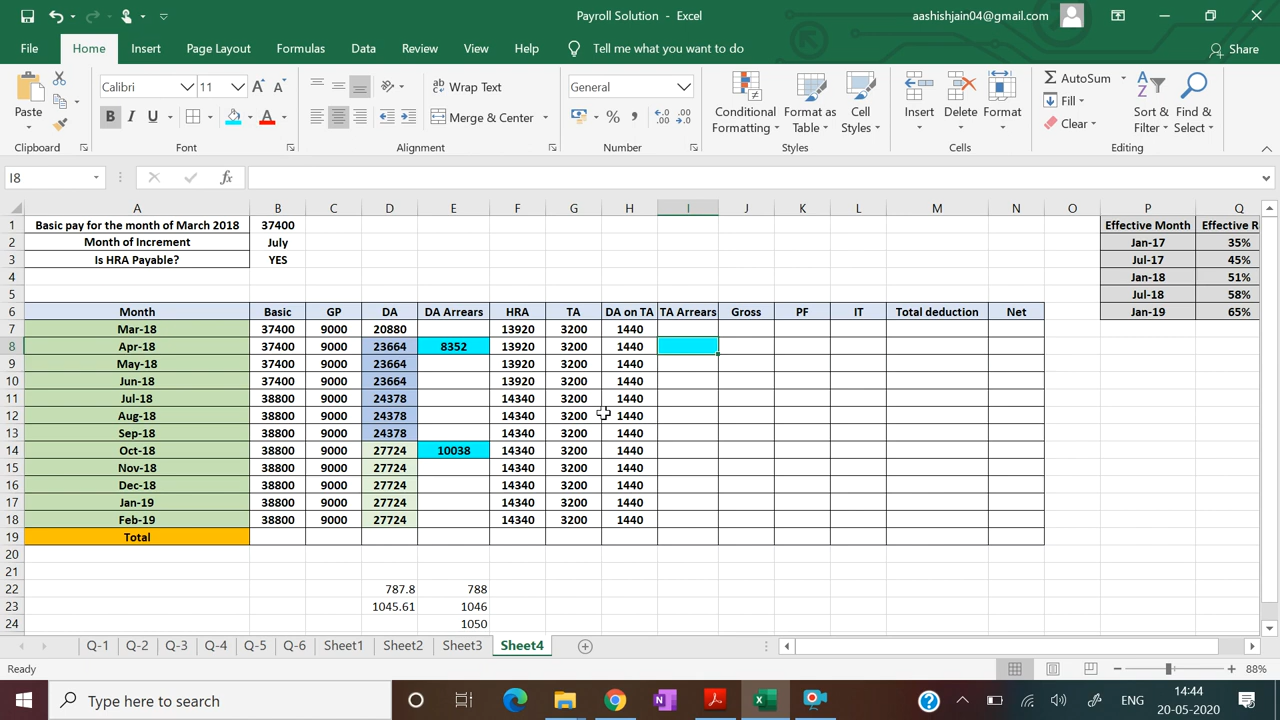 Payroll Solution - Excel
aashishjain04@gmail.com
File Home Insert Page Layout Formulas Data Review View Help Tell me what you want to do Share
Paste
Calibri 11
B I U
Wrap Text
Merge & Center
General
Conditional Formatting
Format as Table
Cell Styles
Insert Delete Format
AutoSum
Fill
Clear
Sort & Filter
Find & Select
Clipboard Font Alignment Number Styles Cells Editing
I8 fx
A B C D E F G H I J K L M N O P Q
1 Basic pay for the month of March 2018 37400 Effective Month Effective R
2 Month of Increment July Jan-17 35%
3 Is HRA Payable? YES Jul-17 45%
4 Jan-18 51%
5 Jul-18 58%
6 Month Basic GP DA DA Arrears HRA TA DA on TA TA Arrears Gross PF IT Total deduction Net Jan-19 65%
7 Mar-18 37400 9000 20880 13920 3200 1440
8 Apr-18 37400 9000 23664 8352 13920 3200 1440
9 May-18 37400 9000 23664 13920 3200 1440
10 Jun-18 37400 9000 23664 13920 3200 1440
11 Jul-18 38800 9000 24378 14340 3200 1440
12 Aug-18 38800 9000 24378 14340 3200 1440
13 Sep-18 38800 9000 24378 14340 3200 1440
14 Oct-18 38800 9000 27724 10038 14340 3200 1440
15 Nov-18 38800 9000 27724 14340 3200 1440
16 Dec-18 38800 9000 27724 14340 3200 1440
17 Jan-19 38800 9000 27724 14340 3200 1440
18 Feb-19 38800 9000 27724 14340 3200 1440
19 Total
20
21
22 787.8 788
23 1045.61 1046
24 1050
Q-1 Q-2 Q-3 Q-4 Q-5 Q-6 Sheet1 Sheet2 Sheet3 Sheet4
Ready 88%
Type here to search
ENG
14:44
20-05-2020